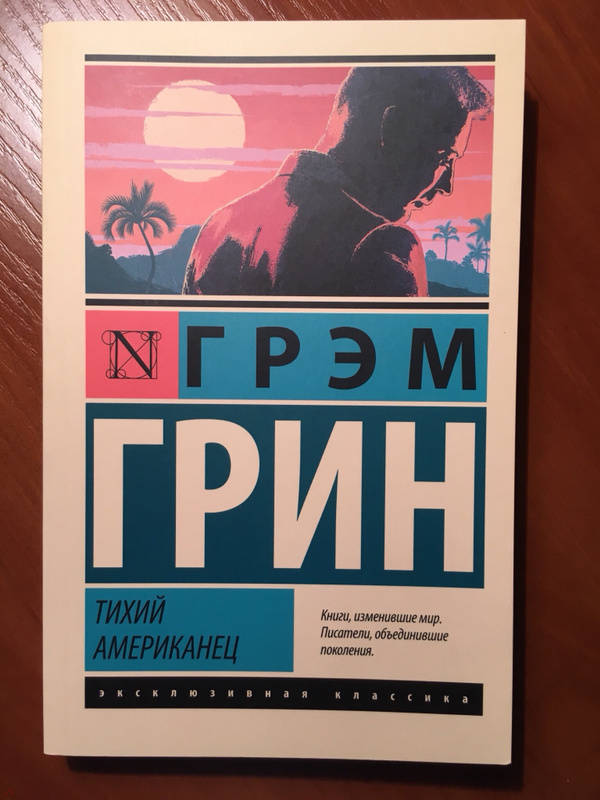 N
ГРЭМ
ГРИН
ТИХИЙ
АМЕРИКАНЕЦ
Книги, изменившие мир.
Писатели, объединившие
поколения.
эксклюзивная классика